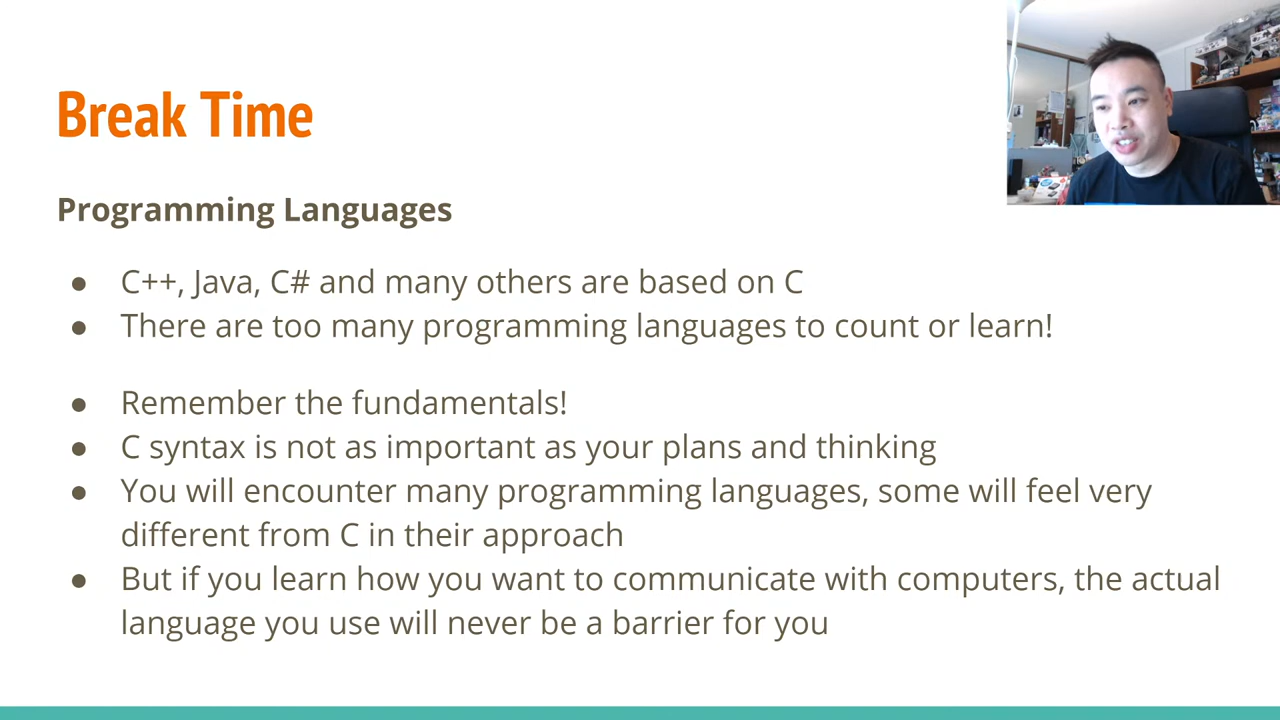 Break Time
Programming Languages
● C++, Java, C# and many others are based on C
● There are too many programming languages to count or learn!
● Remember the fundamentals!
● C syntax is not as important as your plans and thinking
● You will encounter many programming languages, some will feel very
different from C in their approach
● But if you learn how you want to communicate with computers, the actual
language you use will never be a barrier for you